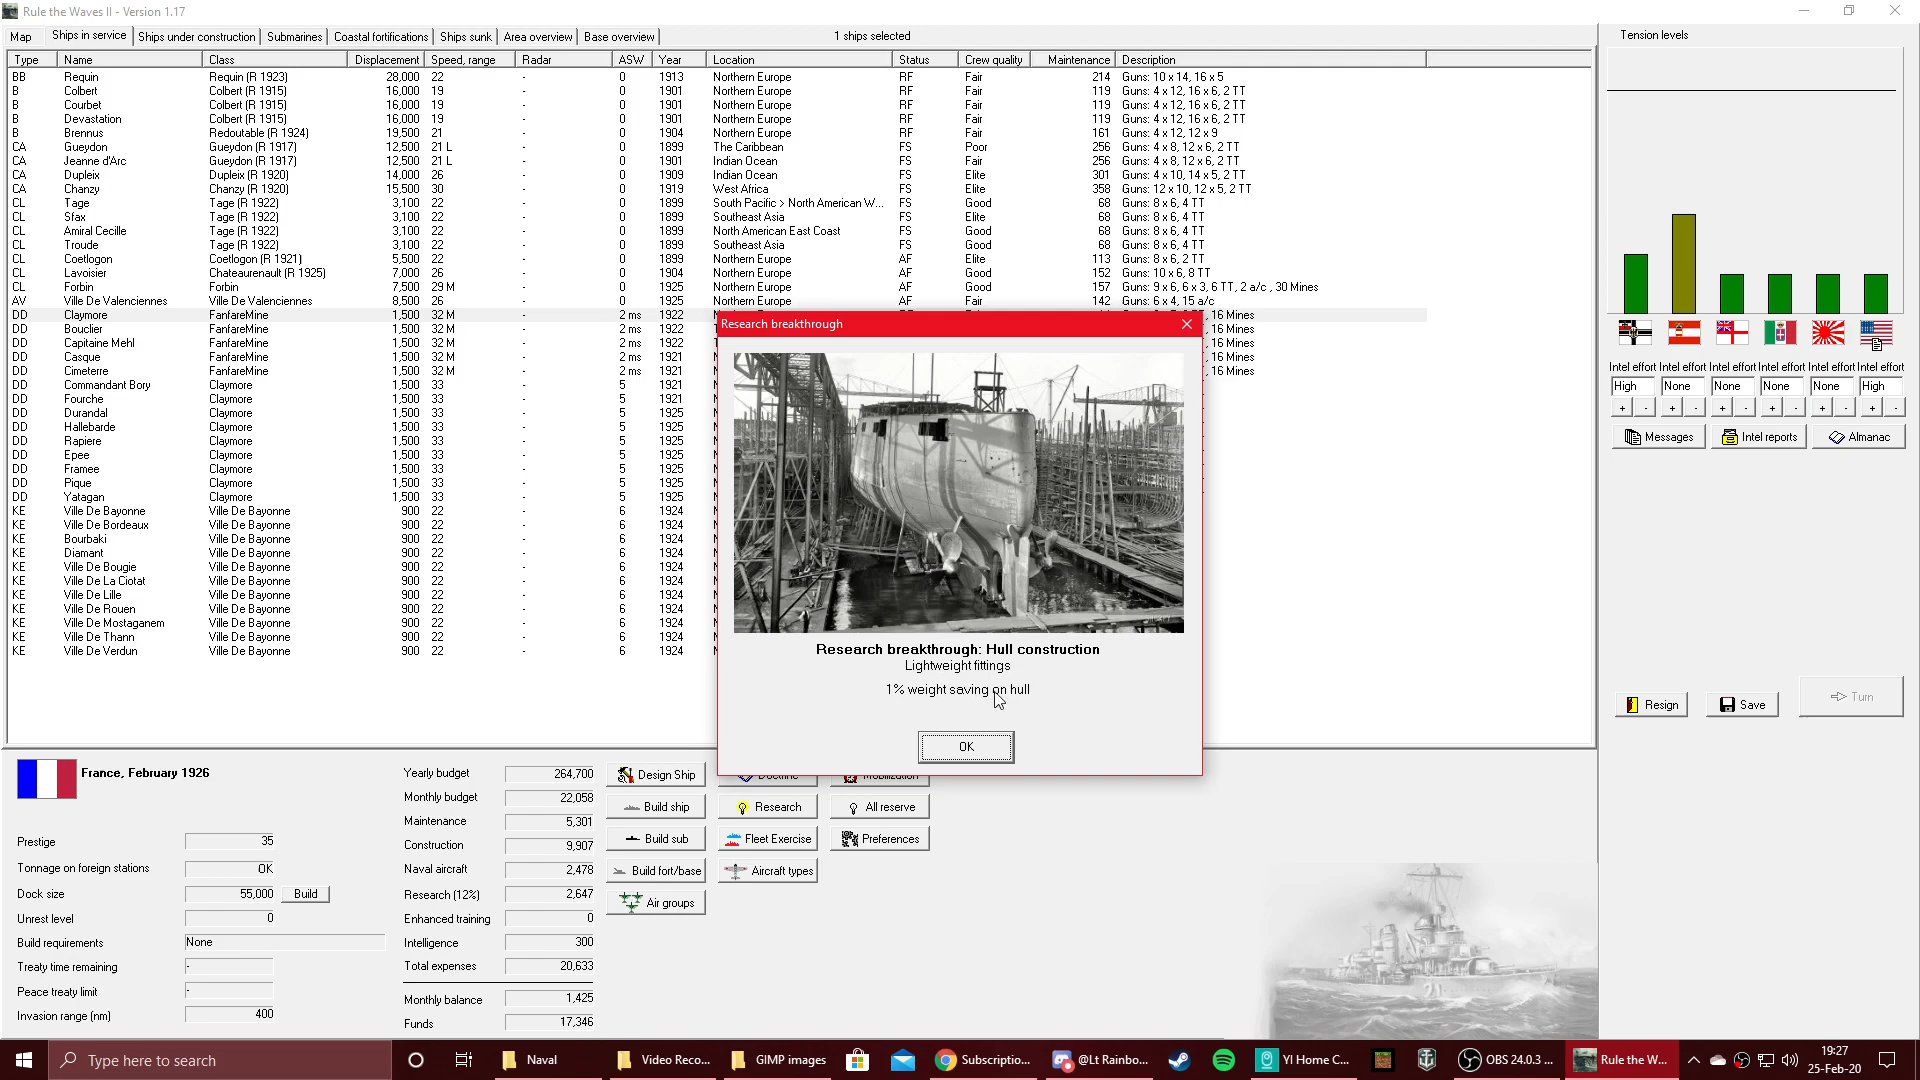 Rule the Waves II - Version 1.17
Map Ships in service Ships under construction Submarines Coastal fortifications Ships sunk Area overview Base overview 1 ships selected Tension levels
Type Name Class Displacement Speed, range Radar ASW Year Location Status Crew quality Maintenance Description
BB Requin Requin (R 1923) 28,000 22 - 0 1913 Northern Europe RF Fair 214 Guns: 10 x 14, 16 x 5
B Colbert Colbert (R 1915) 16,000 19 - 0 1901 Northern Europe RF Fair 119 Guns: 4 x 12, 16 x 6, 2 TT
B Courbet Colbert (R 1915) 16,000 19 - 0 1901 Northern Europe RF Fair 119 Guns: 4 x 12, 16 x 6, 2 TT
B Devastation Colbert (R 1915) 16,000 19 - 0 1901 Northern Europe RF Fair 119 Guns: 4 x 12, 16 x 6, 2 TT
B Brennus Redoutable (R 1924) 19,500 21 - 0 1904 Northern Europe RF Fair 161 Guns: 4 x 12, 12 x 9
CA Gueydon Gueydon (R 1917) 12,500 21 L - 0 1899 The Caribbean FS Poor 256 Guns: 4 x 8, 12 x 6, 2 TT
CA Jeanne d'Arc Gueydon (R 1917) 12,500 21 L - 0 1901 Indian Ocean FS Fair 256 Guns: 4 x 8, 12 x 6, 2 TT
CA Dupleix Dupleix (R 1920) 14,000 26 - 0 1909 Indian Ocean FS Elite 301 Guns: 4 x 10, 14 x 5, 2 TT
CA Chanzy Chanzy (R 1920) 15,500 30 - 0 1919 West Africa FS Elite 358 Guns: 12 x 10, 12 x 5, 2 TT
CL Tage Tage (R 1922) 3,100 22 - 0 1899 South Pacific > North American W... FS Good 68 Guns: 8 x 6, 4 TT
CL Sfax Tage (R 1922) 3,100 22 - 0 1899 Southeast Asia FS Elite 68 Guns: 8 x 6, 4 TT
CL Amiral Cecille Tage (R 1922) 3,100 22 - 0 1899 North American East Coast FS Good 68 Guns: 8 x 6, 4 TT
CL Troude Tage (R 1922) 3,100 22 - 0 1899 Southeast Asia FS Good 68 Guns: 8 x 6, 4 TT
CL Coetlogon Coetlogon (R 1921) 5,500 22 - 0 1899 Northern Europe AF Elite 113 Guns: 8 x 6, 2 TT
CL Lavoisier Chateaurenault (R 1925) 7,000 26 - 0 1904 Northern Europe AF Good 152 Guns: 10 x 6, 8 TT
CL Forbin Forbin 7,500 29 M - 0 1925 Northern Europe AF Good 157 Guns: 9 x 6, 6 x 3, 6 TT, 2 a/c , 30 Mines
AV Ville De Valenciennes Ville De Valenciennes 8,500 26 - 0 1925 Northern Europe AF Fair 142 Guns: 6 x 4, 15 a/c
DD Claymore FanfareMine 1,500 32 M - 2 ms 1922 , 16 Mines
DD Bouclier FanfareMine 1,500 32 M - 2 ms 1922 , 16 Mines
DD Capitaine Mehl FanfareMine 1,500 32 M - 2 ms 1922 , 16 Mines
DD Casque FanfareMine 1,500 32 M - 2 ms 1921 , 16 Mines
DD Cimeterre FanfareMine 1,500 32 M - 2 ms 1921 , 16 Mines
DD Commandant Bory Claymore 1,500 33 - 5 1921
DD Fourche Claymore 1,500 33 - 5 1921
DD Durandal Claymore 1,500 33 - 5 1925
DD Hallebarde Claymore 1,500 33 - 5 1925
DD Rapiere Claymore 1,500 33 - 5 1925
DD Epee Claymore 1,500 33 - 5 1925
DD Framee Claymore 1,500 33 - 5 1925
DD Pique Claymore 1,500 33 - 5 1925
DD Yatagan Claymore 1,500 33 - 5 1925
KE Ville De Bayonne Ville De Bayonne 900 22 - 6 1924
KE Ville De Bordeaux Ville De Bayonne 900 22 - 6 1924
KE Bourbaki Ville De Bayonne 900 22 - 6 1924
KE Diamant Ville De Bayonne 900 22 - 6 1924
KE Ville De Bougie Ville De Bayonne 900 22 - 6 1924
KE Ville De La Ciotat Ville De Bayonne 900 22 - 6 1924
KE Ville De Lille Ville De Bayonne 900 22 - 6 1924
KE Ville De Rouen Ville De Bayonne 900 22 - 6 1924
KE Ville De Mostaganem Ville De Bayonne 900 22 - 6 1924
KE Ville De Thann Ville De Bayonne 900 22 - 6 1924
KE Ville De Verdun Ville De Bayonne 900 22 - 6 1924
Research breakthrough
Research breakthrough: Hull construction
Lightweight fittings
1% weight saving on hull
OK
Intel effort Intel effort Intel effort Intel effort Intel effort Intel effort
High None None None None High
+ - + - + - + - + - + -
Messages Intel reports Almanac
Resign Save Turn
France, February 1926
Prestige 35
Tonnage on foreign stations OK
Dock size 55,000 Build
Unrest level 0
Build requirements None
Treaty time remaining -
Peace treaty limit -
Invasion range (nm) 400
Yearly budget 264,700
Monthly budget 22,058
Maintenance 5,301
Construction 9,907
Naval aircraft 2,478
Research (12%) 2,647
Enhanced training 0
Intelligence 300
Total expenses 20,633
Monthly balance 1,425
Funds 17,346
Design Ship Doctrine Mobilization
Build ship Research All reserve
Build sub Fleet Exercise Preferences
Build fort/base Aircraft types
Air groups
Type here to search Naval Video Reco... GIMP images Subscriptio... @Lt Rainbo... YI Home C... OBS 24.0.3 ... Rule the W... 19:27
25-Feb-20